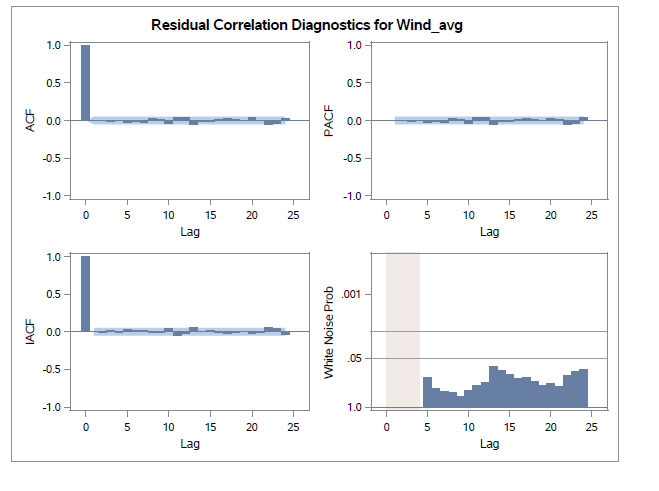 Residual Correlation Diagnostics for Wind_avg
1.0
0.5
0.0
-0.5
-1.0
ACF
0 5 10 15 20 25
Lag
1.0
0.5
0.0
-0.5
-1.0
PACF
0 5 10 15 20 25
Lag
1.0
0.5
0.0
-0.5
-1.0
IACF
0 5 10 15 20 25
Lag
.001
.05
1.0
White Noise Prob
0 5 10 15 20 25
Lag